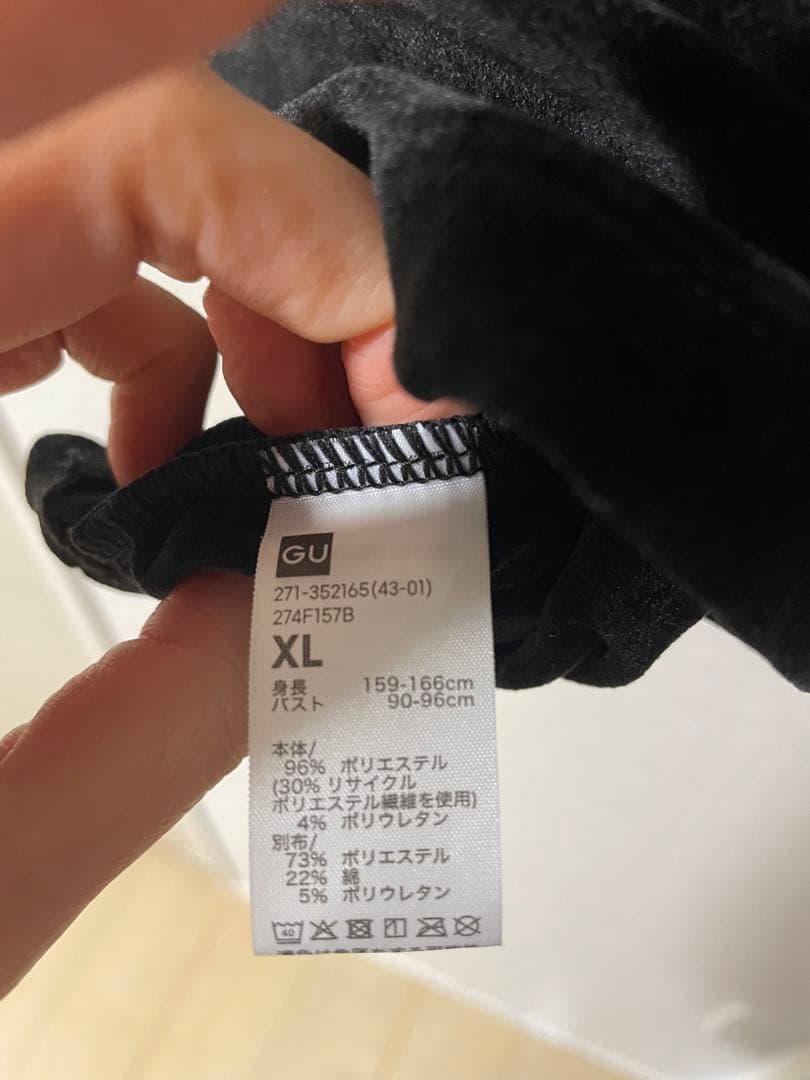 GU
271-352165(43-01)
274F157B
XL
身長 159-166cm
バスト 90-96cm
本体/
96% ポリエステル
(30% リサイクル
ポリエステル繊維を使用)
4% ポリウレタン
別布/
73% ポリエステル
22% 綿
5% ポリウレタン
40